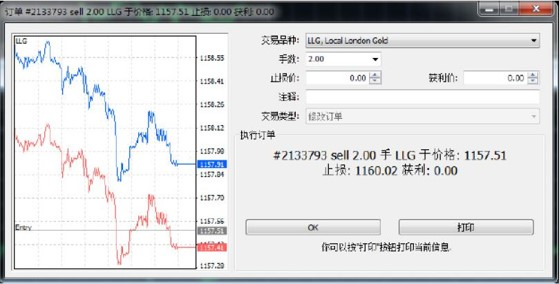 订单 #2133793 sell 2.00 LLG 于价格: 1157.51 止损: 0.00 获利: 0.00
LLG
1158.55
1158.41
1158.26
1158.12
1157.98
1157.91
1157.84
1157.70
1157.55
Entry
1157.51
1157.41
1157.29
交易品种: LLG, Local London Gold
手数: 2.00
止损价: 0.00 获利价: 0.00
注释:
交易类型: 修改订单
执行订单
#2133793 sell 2.00 手 LLG 于价格: 1157.51
止损: 1160.02 获利: 0.00
OK 打印
你可以按"打印"按钮打印当前信息.